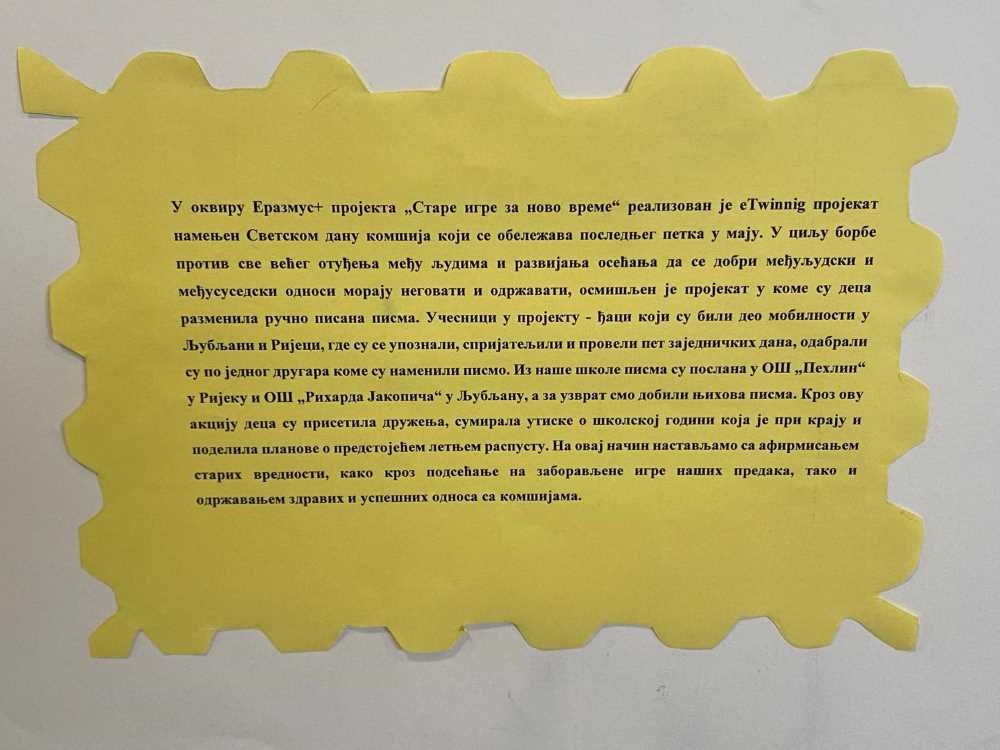 У оквиру Еразмус+ пројекта „Старе игре за ново време“ реализован је eTwinnig пројекат
намењен Светском дану комшија који се обележава последњег петка у мају. У циљу борбе
против све већег отуђења међу људима и развијања осећања да се добри међуљудски и
међусуседски односи морају неговати и одржавати, осмишљен је пројекат у коме су деца
разменила ручно писана писма. Учесници у пројекту - ђаци који су били део мобилности у
Љубљани и Ријеци, где су се упознали, спријатељили и провели пет заједничких дана, одабрали
су по једног другара коме су наменили писмо. Из наше школе писма су послана у ОШ „Пехлин“
у Ријеку и ОШ „Рихарда Јакопича“ у Љубљану, а за узврат смо добили њихова писма. Кроз ову
акцију деца су присетила дружења, сумирала утиске о школској години која је при крају и
поделила планове о предстојећем летњем распусту. На овај начин настављамо са афирмисањем
старих вредности, како кроз подсећање на заборављене игре наших предака, тако и
одржавањем здравих и успешних односа са комшијама.